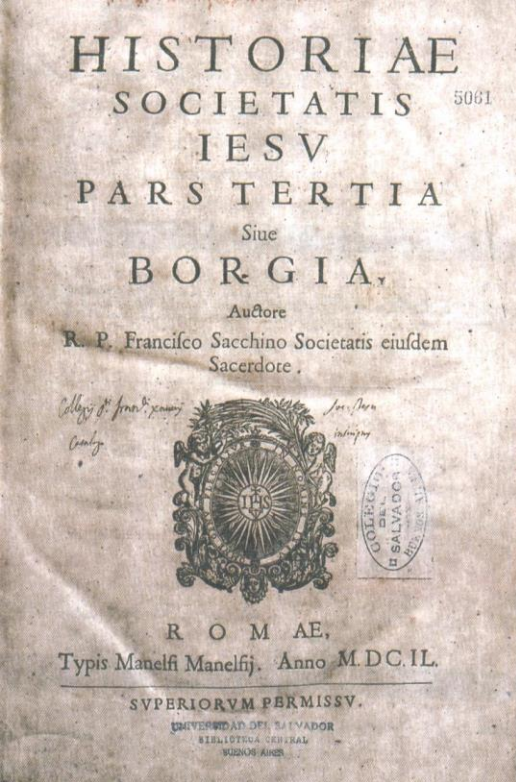 HISTORIAE
SOCIETATIS
5061
IESV
PARS TERTIA
Siue
BORGIA,
Auctore
R. P. Franciſco Sacchino Societatis eiuſdem
Sacerdote.
Collegij
IHS
COLEGIO
DEL
SALVADOR
ROMAE,
Typis Manelfi Manelfij. Anno M.DC.IL.
SVPERIORVM PERMISSV.
UNIVERSIDAD DEL SALVADOR
BIBLIOTECA CENTRAL
BUENOS AIRES